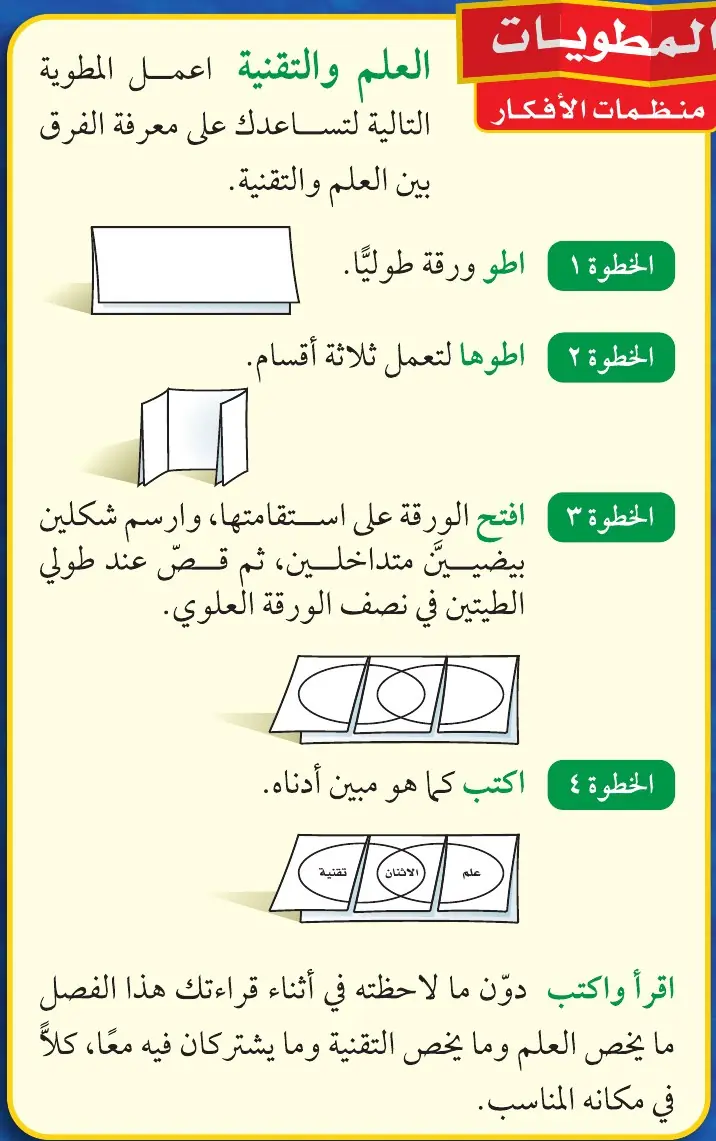 المطويات
منظمات الأفكار
العلم والتقنية اعمل المطوية
التالية لتساعدك على معرفة الفرق
بين العلم والتقنية.
الخطوة ١ اطو ورقة طوليًّا.
الخطوة ٢ اطوها لتعمل ثلاثة أقسام.
الخطوة ٣ افتح الورقة على استقامتها، وارسم شكلين
بيضيــيَّن متداخلين، ثم قصّ عند طولي
الطيتين في نصف الورقة العلوي.
الخطوة ٤ اكتب كما هو مبين أدناه.
علم الاثنان تقنية
اقرأ واكتب دوّن ما لاحظته في أثناء قراءتك هذا الفصل
ما يخص العلم وما يخص التقنية وما يشتركان فيه معًا، كلاًّ
في مكانه المناسب.